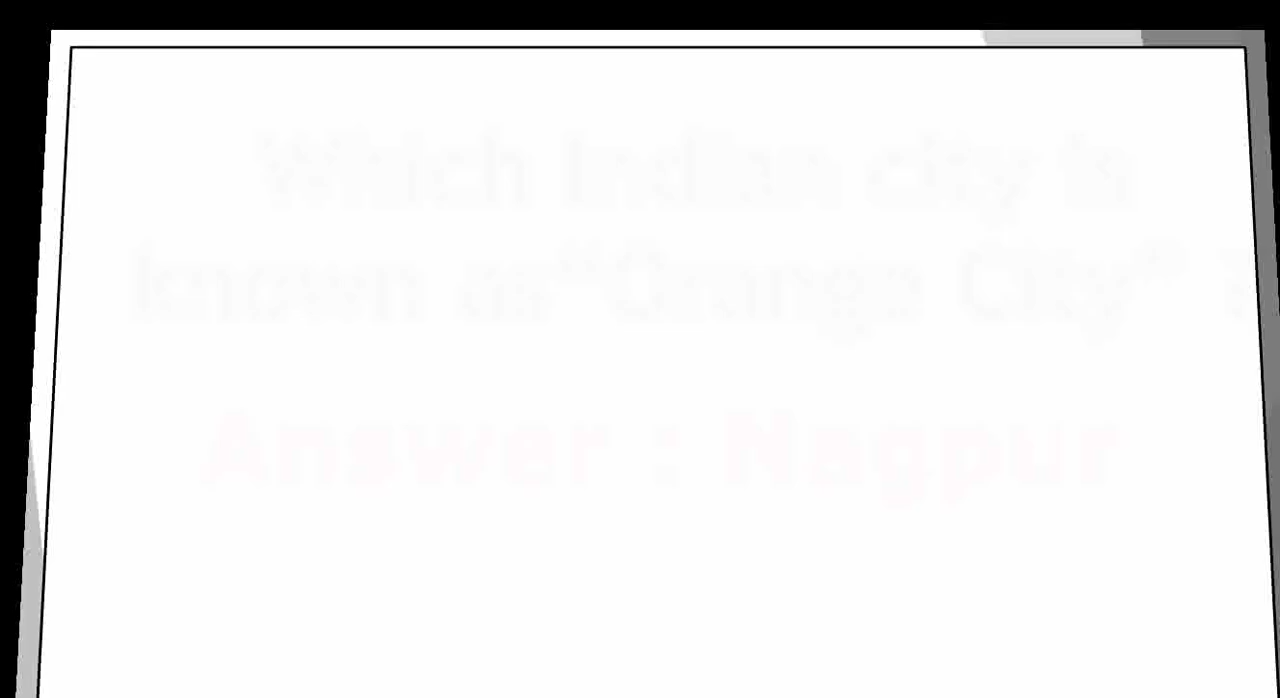 Which Indian city is
known as“Orange City” ?
Answer : Nagpur